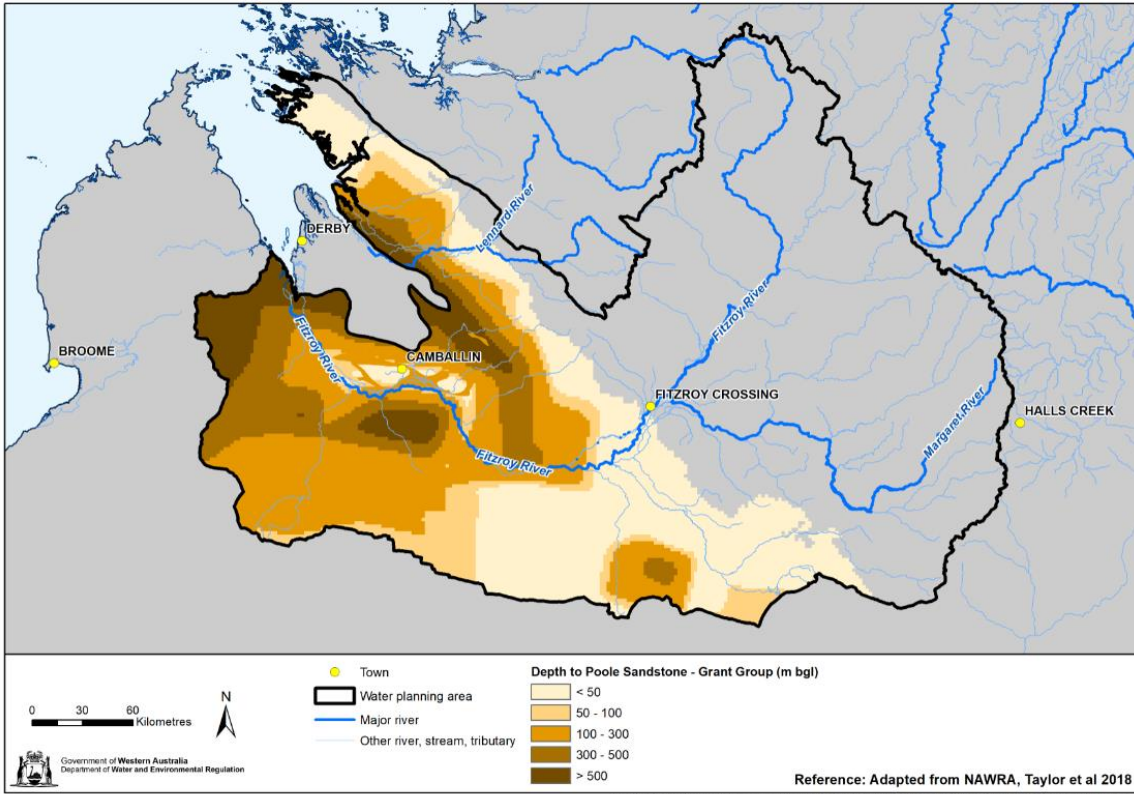 DERBY
Lennard River
BROOME
Fitzroy River
CAMBALLIN
Fitzroy River
FITZROY CROSSING
Fitzroy River
Margaret River
HALLS CREEK
0 30 60
Kilometres
N
Town
Water planning area
Major river
Other river, stream, tributary
Depth to Poole Sandstone - Grant Group (m bgl)
< 50
50 - 100
100 - 300
300 - 500
> 500
Government of Western Australia
Department of Water and Environmental Regulation
Reference: Adapted from NAWRA, Taylor et al 2018